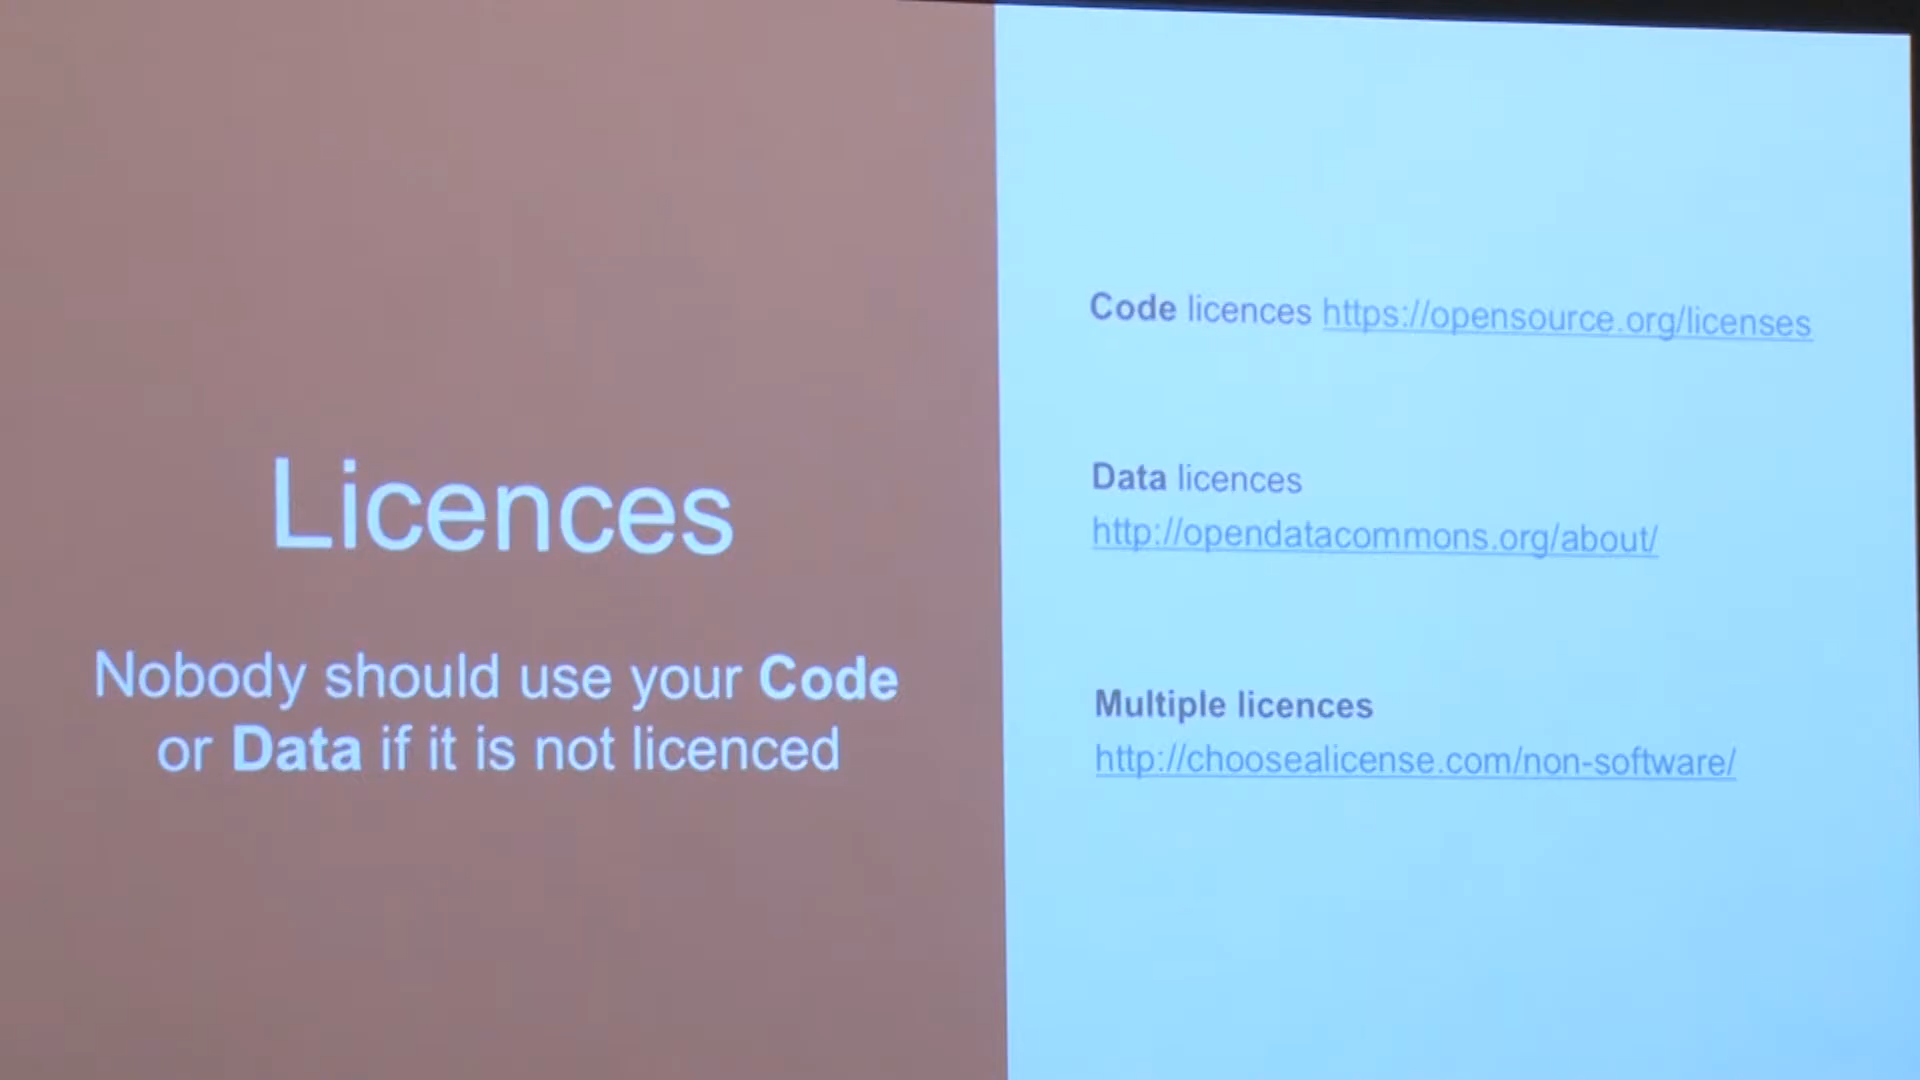 Licences
Nobody should use your Code
or Data if it is not licenced
Code licences https://opensource.org/licenses
Data licences
http://opendatacommons.org/about/
Multiple licences
http://choosealicense.com/non-software/